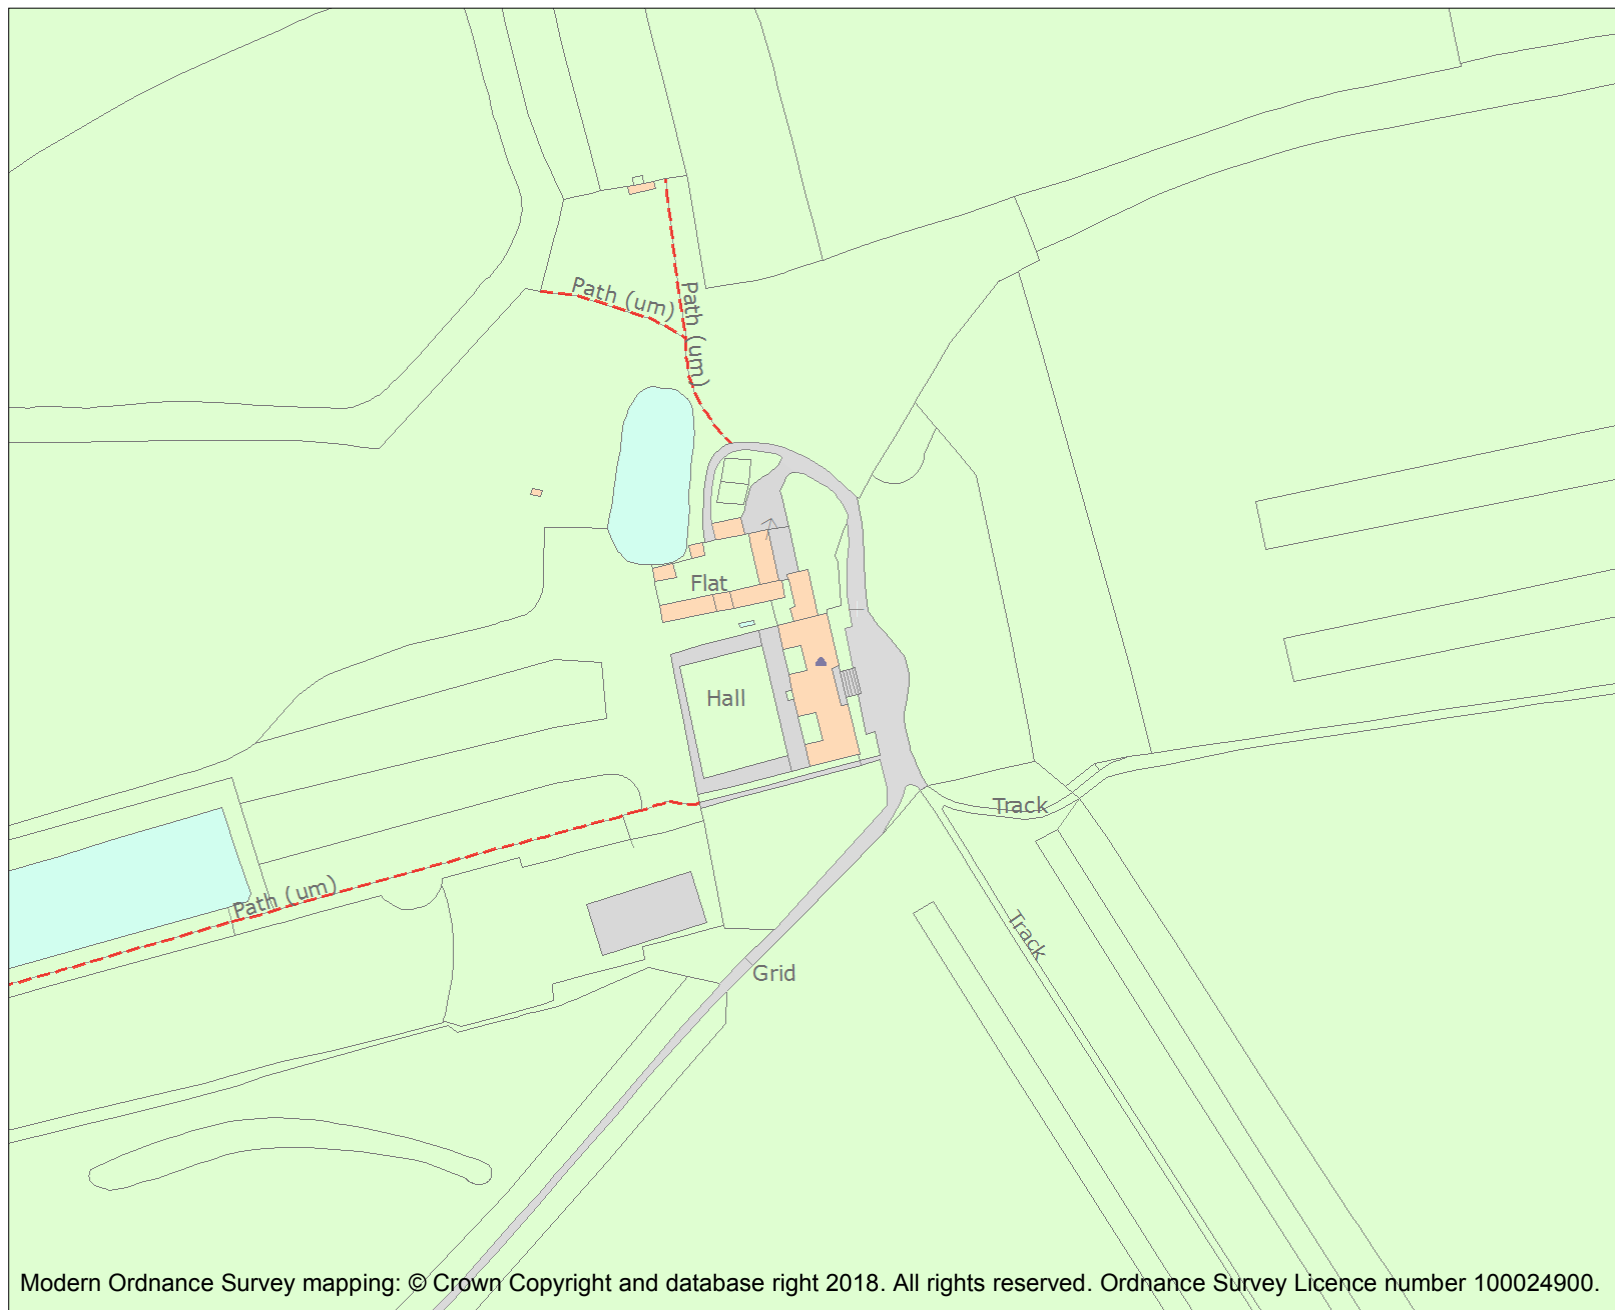 Path (um)
Path (um)
Flat
Hall
Track
Path (um)
Track
Grid
Modern Ordnance Survey mapping: © Crown Copyright and database right 2018. All rights reserved. Ordnance Survey Licence number 100024900.